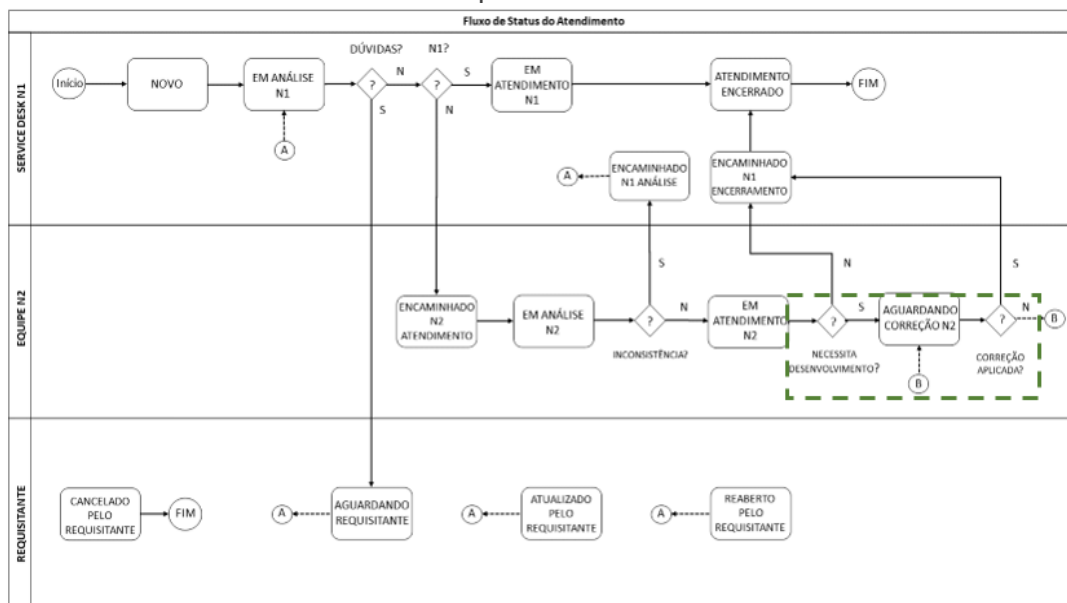 Fluxo de Status do Atendimento
SERVICE DESK N1
DÚVIDAS?
N1?
Início
NOVO
EM ANÁLISE
N1
?
N
S
?
S
N
EM
ATENDIMENTO
N1
ATENDIMENTO
ENCERRADO
FIM
A
A
ENCAMINHADO
N1 ANÁLISE
ENCAMINHADO
N1
ENCERRAMENTO
EQUIPE N2
ENCAMINHADO
N2
ATENDIMENTO
EM ANÁLISE
N2
?
S
N
INCONSISTÊNCIA?
EM
ATENDIMENTO
N2
?
N
S
NECESSITA
DESENVOLVIMENTO?
AGUARDANDO
CORREÇÃO N2
B
?
S
N
B
CORREÇÃO
APLICADA?
REQUISITANTE
CANCELADO
PELO
REQUISITANTE
FIM
A
AGUARDANDO
REQUISITANTE
A
ATUALIZADO
PELO
REQUISITANTE
A
REABERTO
PELO
REQUISITANTE